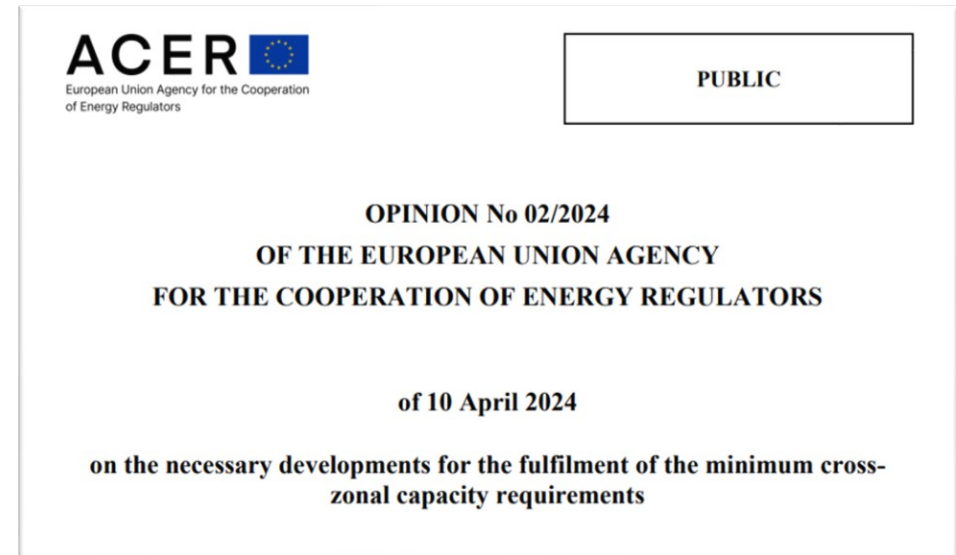 ACER
European Union Agency for the Cooperation
of Energy Regulators
PUBLIC
OPINION No 02/2024
OF THE EUROPEAN UNION AGENCY
FOR THE COOPERATION OF ENERGY REGULATORS
of 10 April 2024
on the necessary developments for the fulfilment of the minimum cross-
zonal capacity requirements